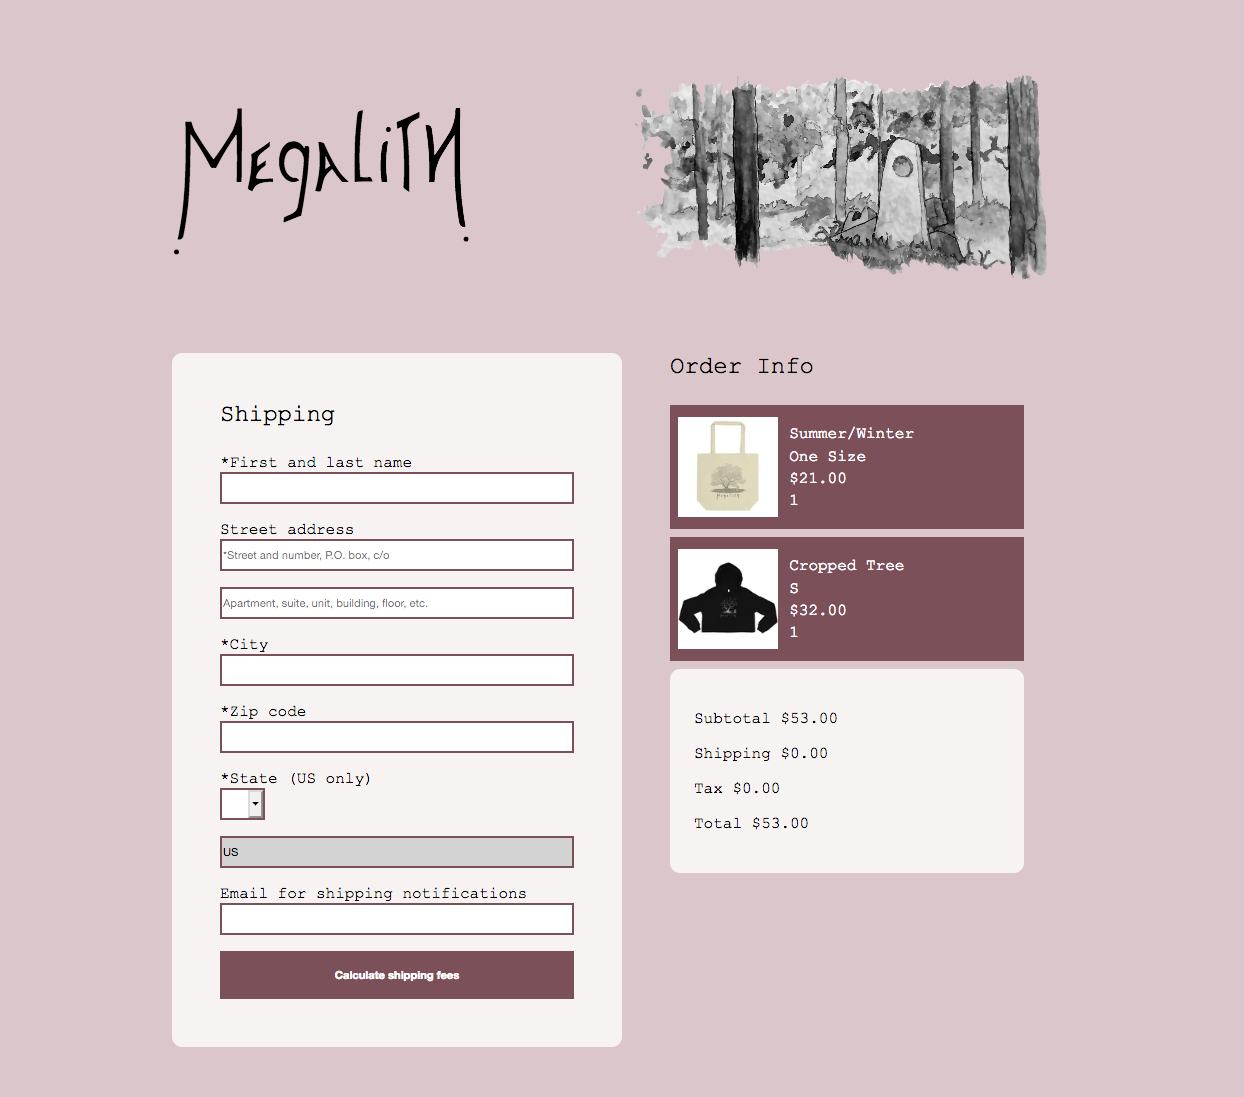 MEgALiTH
Shipping
*First and last name
Street address
*Street and number, P.O. box, c/o
Apartment, suite, unit, building, floor, etc.
*City
*Zip code
*State (US only)
US
Email for shipping notifications
Calculate shipping fees
Order Info
Summer/Winter
One Size
$21.00
1
Cropped Tree
S
$32.00
1
Subtotal $53.00
Shipping $0.00
Tax $0.00
Total $53.00